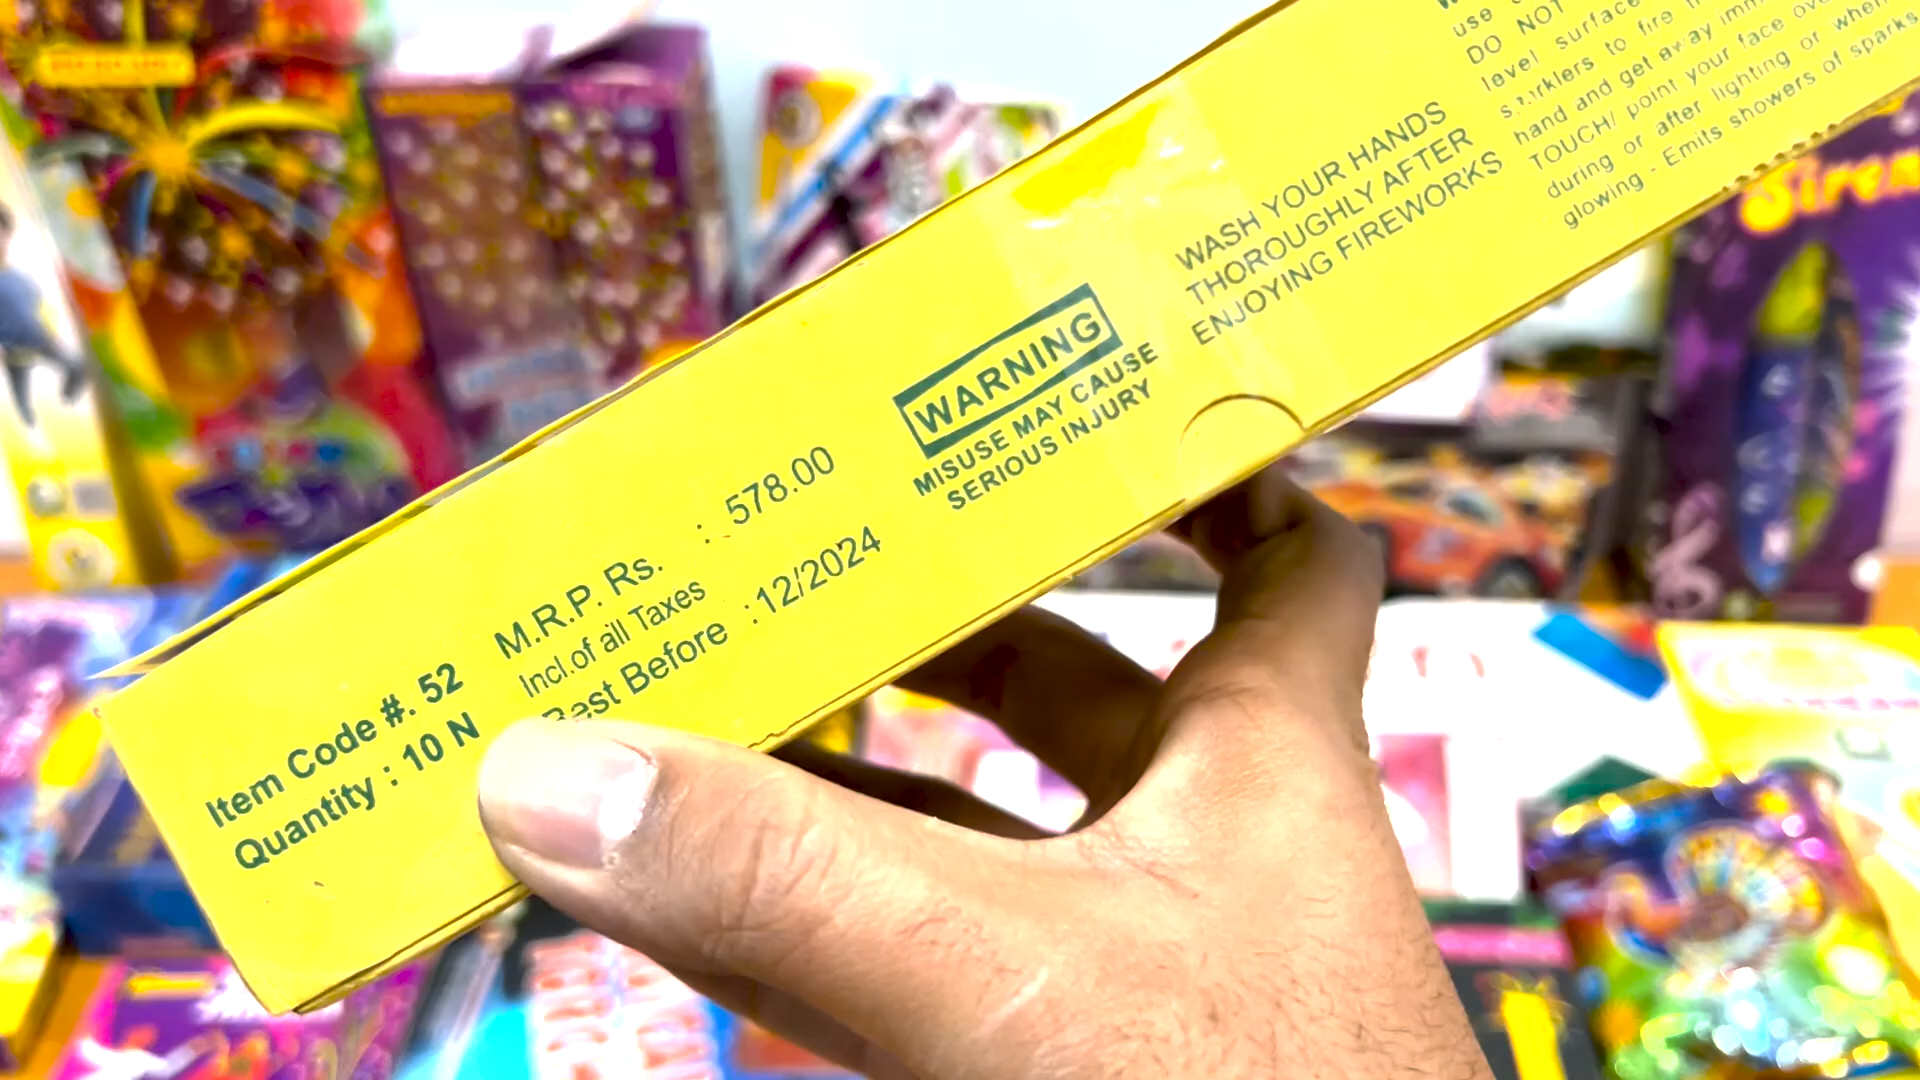 Item Code #. 52
Quantity : 10 N
M.R.P. Rs. : 578.00
Incl.of all Taxes
Best Before : 12/2024
WARNING
MISUSE MAY CAUSE
SERIOUS INJURY
WASH YOUR HANDS
THOROUGHLY AFTER
ENJOYING FIREWORKS
use
DO NOT
level surface
to fire
hand and get away
TOUCH/ point your face
during or after lighting or when
glowing - Emits showers of sparks
Siren